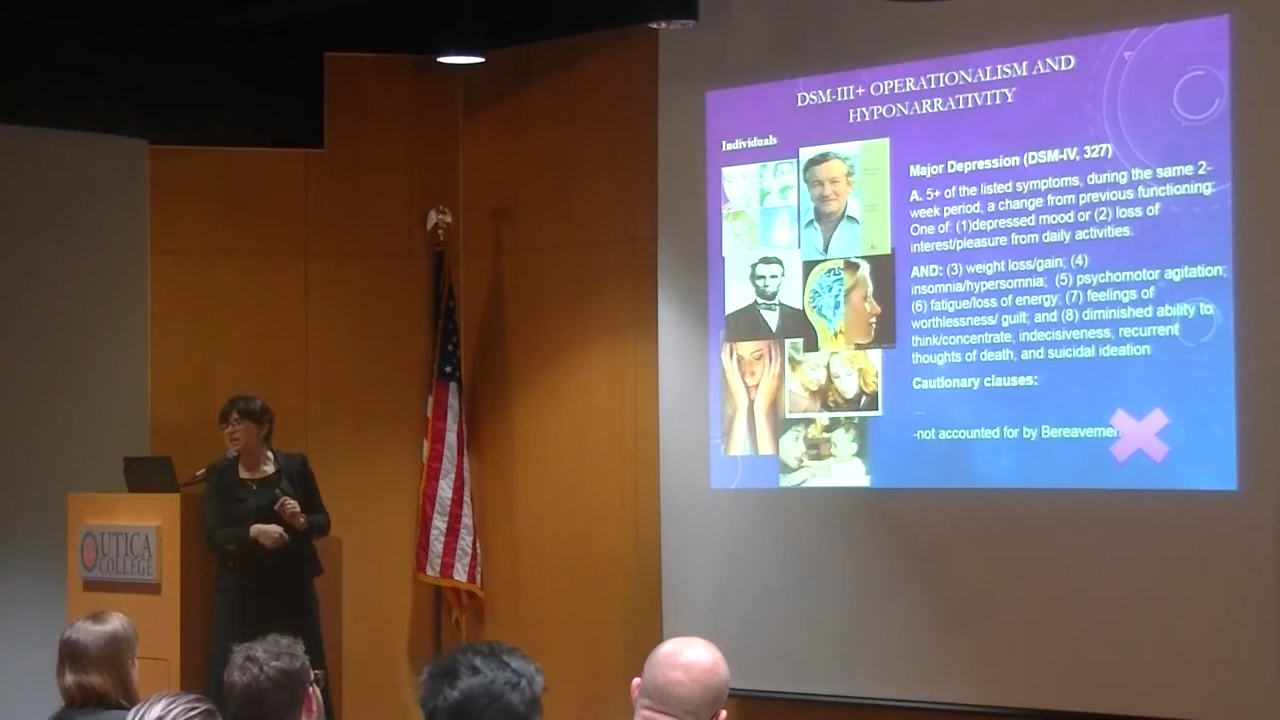 DSM-III+ OPERATIONALISM AND
HYPONARRATIVITY
Individuals
Major Depression (DSM-IV, 327)
A. 5+ of the listed symptoms, during the same 2-
week period, a change from previous functioning:
One of: (1)depressed mood or (2) loss of
interest/pleasure from daily activities.
AND: (3) weight loss/gain; (4)
insomnia/hypersomnia; (5) psychomotor agitation;
(6) fatigue/loss of energy; (7) feelings of
worthlessness/ guilt; and (8) diminished ability to
think/concentrate, indecisiveness, recurrent
thoughts of death, and suicidal ideation
Cautionary clauses:
...
-not accounted for by Bereavemen
UTICA
COLLEGE